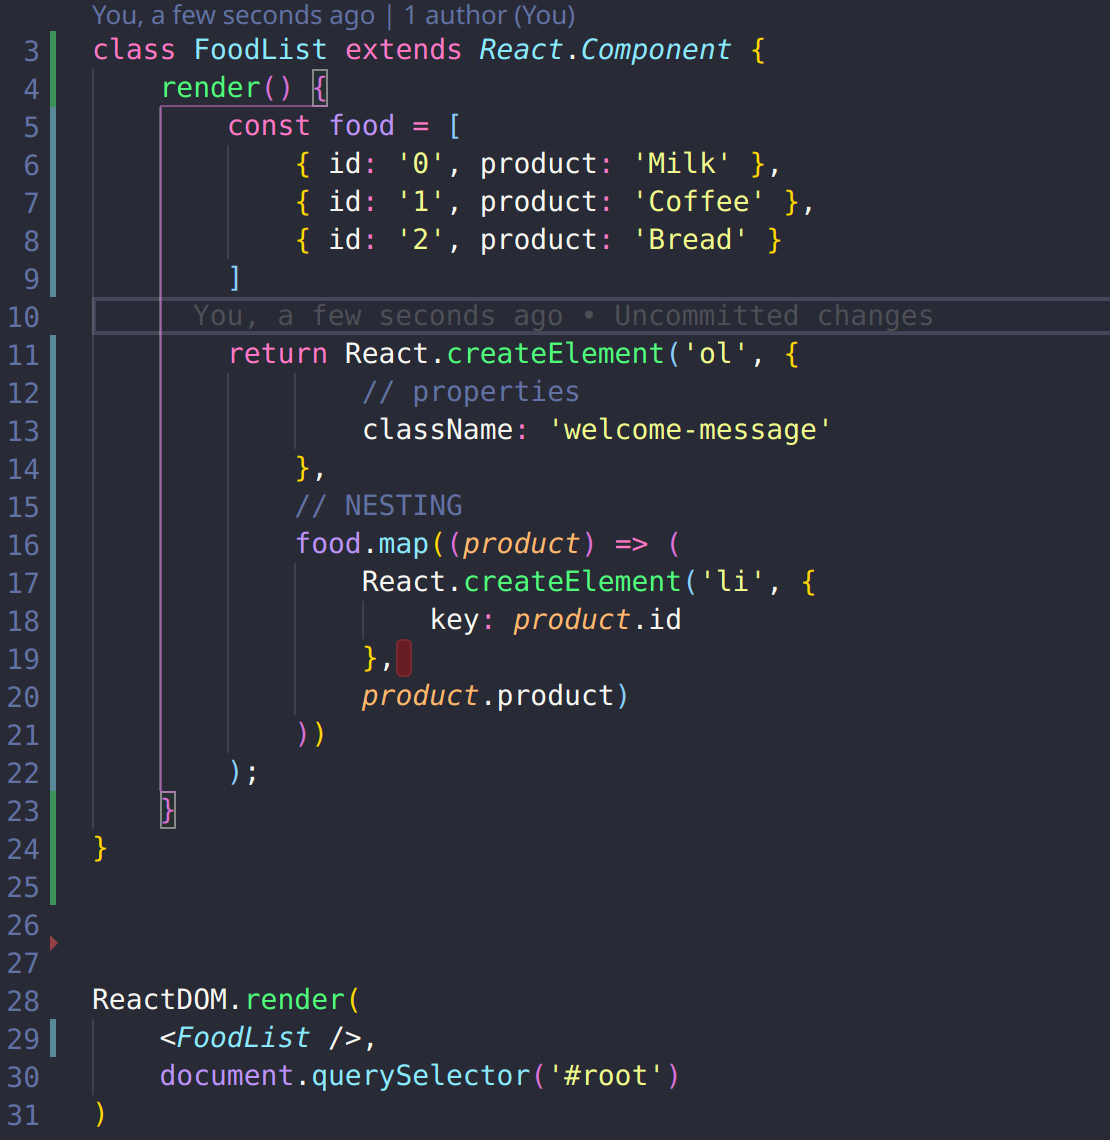 You, a few seconds ago | 1 author (You)
3 class FoodList extends React.Component {
4 render() {
5 const food = [
6 { id: '0', product: 'Milk' },
7 { id: '1', product: 'Coffee' },
8 { id: '2', product: 'Bread' }
9 ]
10 You, a few seconds ago • Uncommitted changes
11 return React.createElement('ol', {
12 // properties
13 className: 'welcome-message'
14 },
15 // NESTING
16 food.map((product) => (
17 React.createElement('li', {
18 key: product.id
19 },
20 product.product)
21 ))
22 );
23 }
24 }
25
26
27
28 ReactDOM.render(
29 <FoodList />,
30 document.querySelector('#root')
31 )